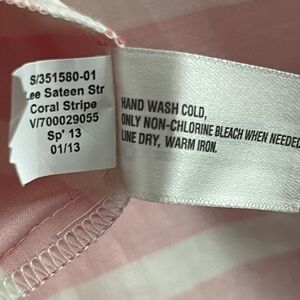 S/351580-01
Lee Sateen Str
Coral Stripe
V/700029055
Sp' 13
01/13
HAND WASH COLD,
ONLY NON-CHLORINE BLEACH WHEN NEEDED
LINE DRY, WARM IRON.